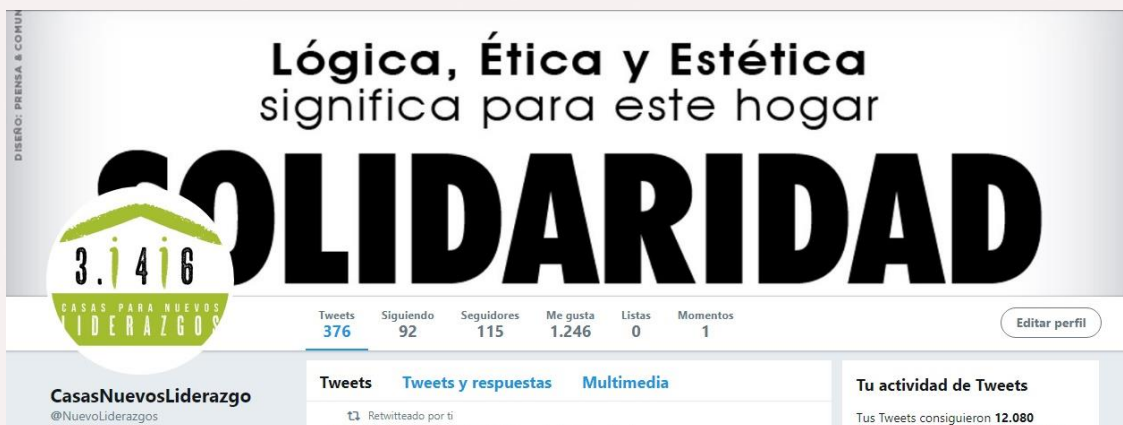 DISEÑO: PRENSA & COMUN
Lógica, Ética y Estética
significa para este hogar
SOLIDARIDAD
3.1416
CASAS PARA NUEVOS
LIDERAZGOS
Tweets Siguiendo Seguidores Me gusta Listas Momentos
376 92 115 1.246 0 1
Editar perfil
CasasNuevosLiderazgo
@NuevoLiderazgos
Tweets Tweets y respuestas Multimedia
Retwitteado por ti
Tu actividad de Tweets
Tus Tweets consiguieron 12.080